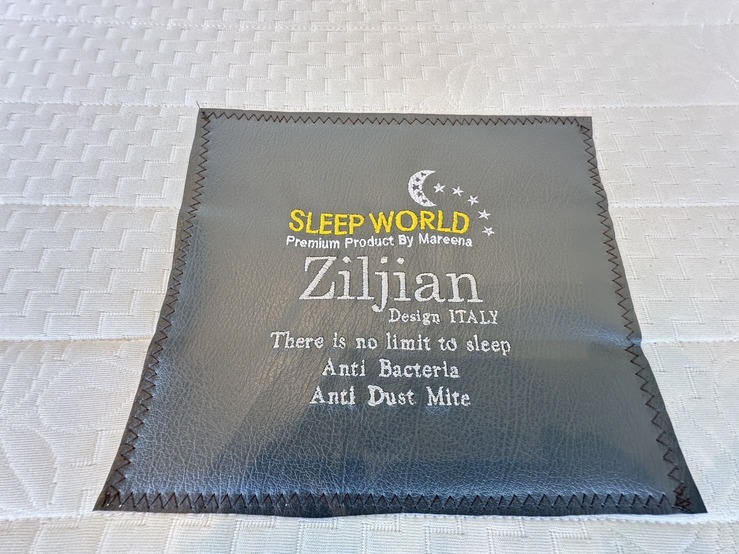 SLEEP WORLD
Premium Product By Mareena
Ziljian
Design ITALY
There is no limit to sleep
Anti Bacteria
Anti Dust Mite